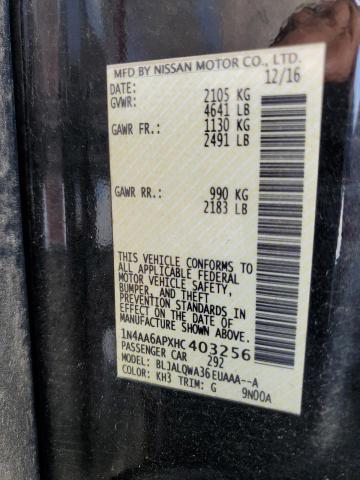 MFD BY NISSAN MOTOR CO., LTD.
DATE: 12/16
GVWR: 2105 KG
4641 LB
GAWR FR: 1130 KG
2491 LB
GAWR RR: 990 KG
2183 LB
THIS VEHICLE CONFORMS TO
ALL APPLICABLE FEDERAL
MOTOR VEHICLE SAFETY,
BUMPER, AND THEFT
PREVENTION STANDARDS IN
EFFECT ON THE DATE OF
MANUFACTURE SHOWN ABOVE.
1N4AA6APXHC403256
PASSENGER CAR 292
MODEL: BLJALQWA36EUAAA--A
COLOR: KH3 TRIM: G 9N00A